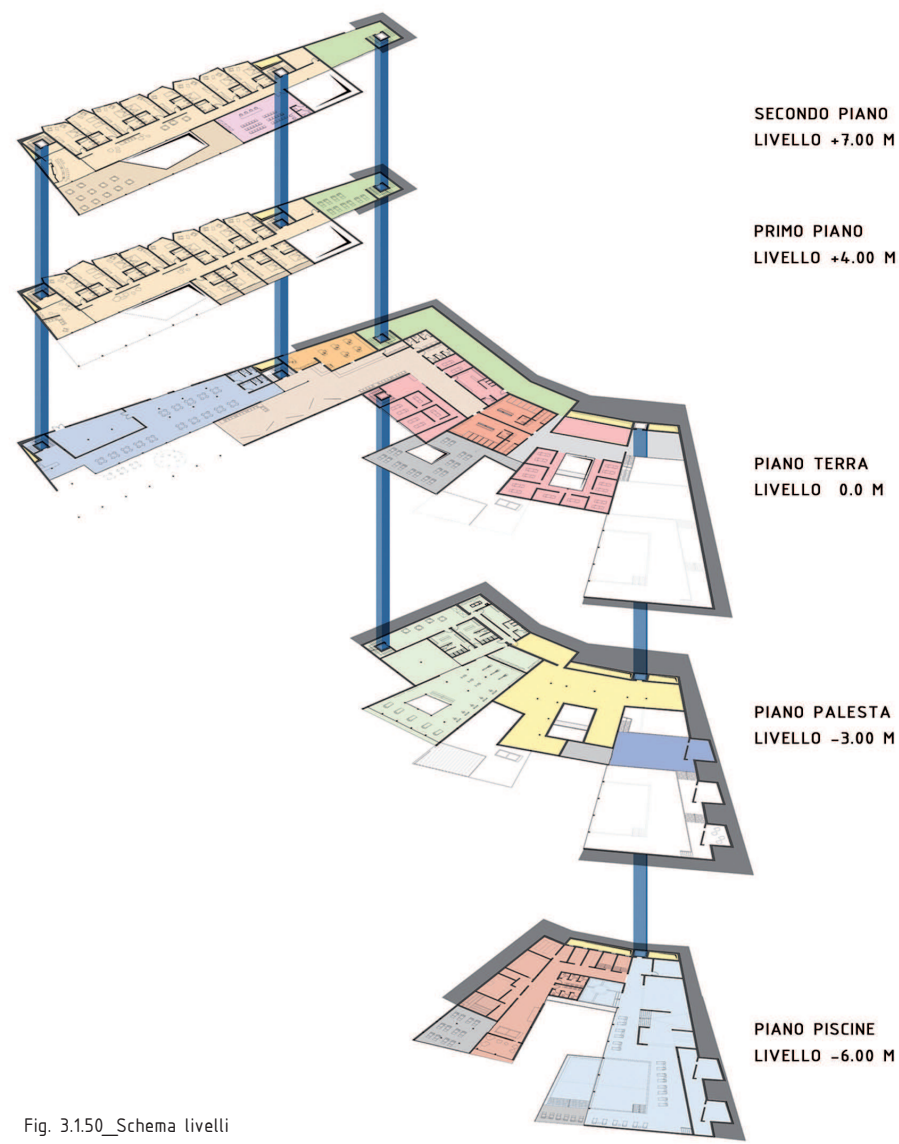 SECONDO PIANO
LIVELLO +7.00 M
PRIMO PIANO
LIVELLO +4.00 M
PIANO TERRA
LIVELLO 0.0 M
PIANO PALESTA
LIVELLO -3.00 M
PIANO PISCINE
LIVELLO -6.00 M
Fig. 3.1.50_Schema livelli